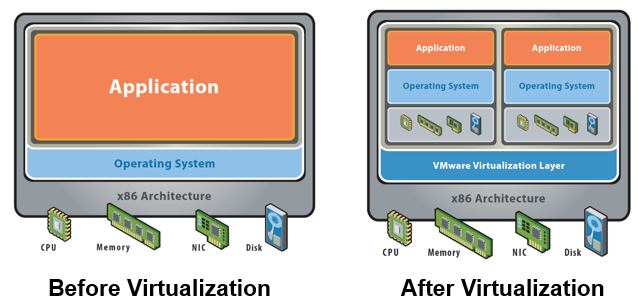 Application
Operating System
x86 Architecture
CPU
Memory
NIC
Disk
Before Virtualization
Application
Application
Operating System
Operating System
VMware Virtualization Layer
x86 Architecture
CPU
Memory
NIC
Disk
After Virtualization